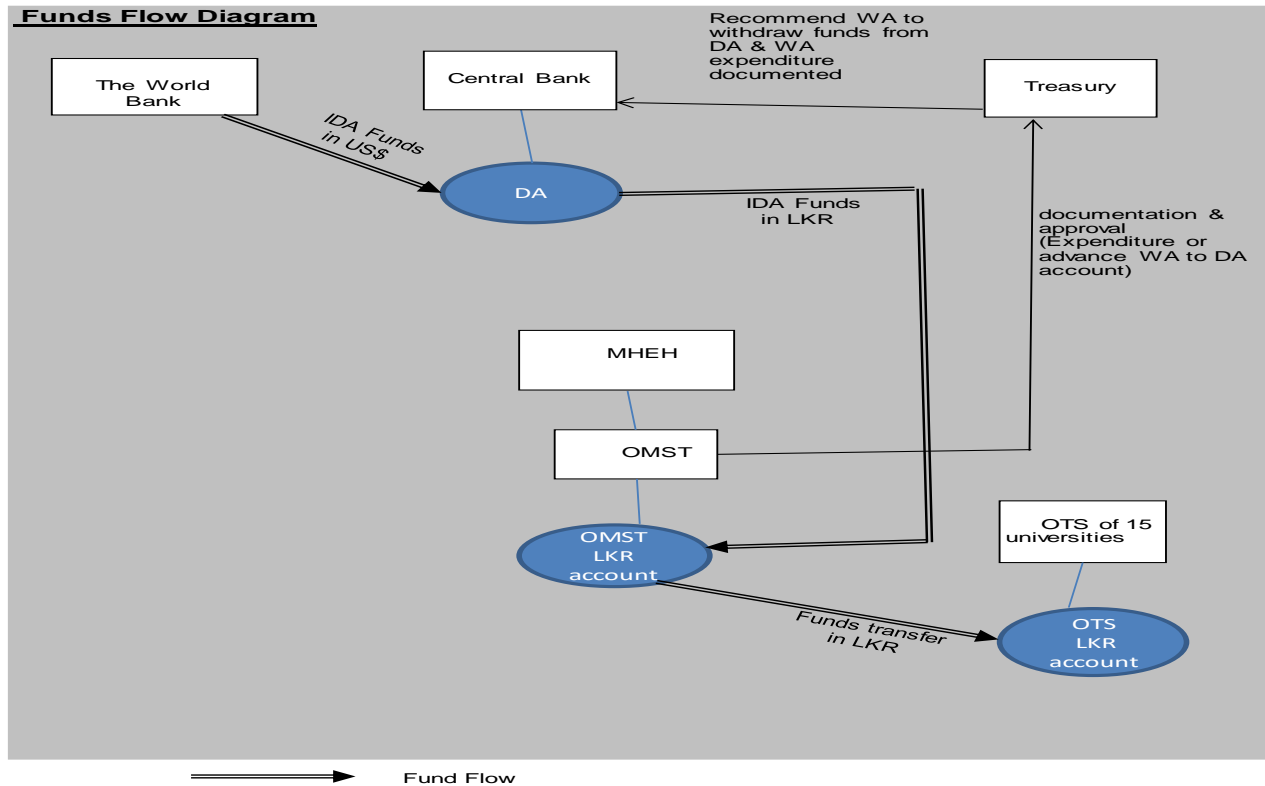 Funds Flow Diagram
Recommend WA to
withdraw funds from
DA & WA
expenditure
documented
The World
Bank
Central Bank
Treasury
IDA Funds
in US$
DA
IDA Funds
in LKR
documentation &
approval
(Expenditure or
advance WA to DA
account)
MHEH
OMST
OTS of 15
universities
OMST
LKR
account
Funds transfer
in LKR
OTS
LKR
account
Fund Flow